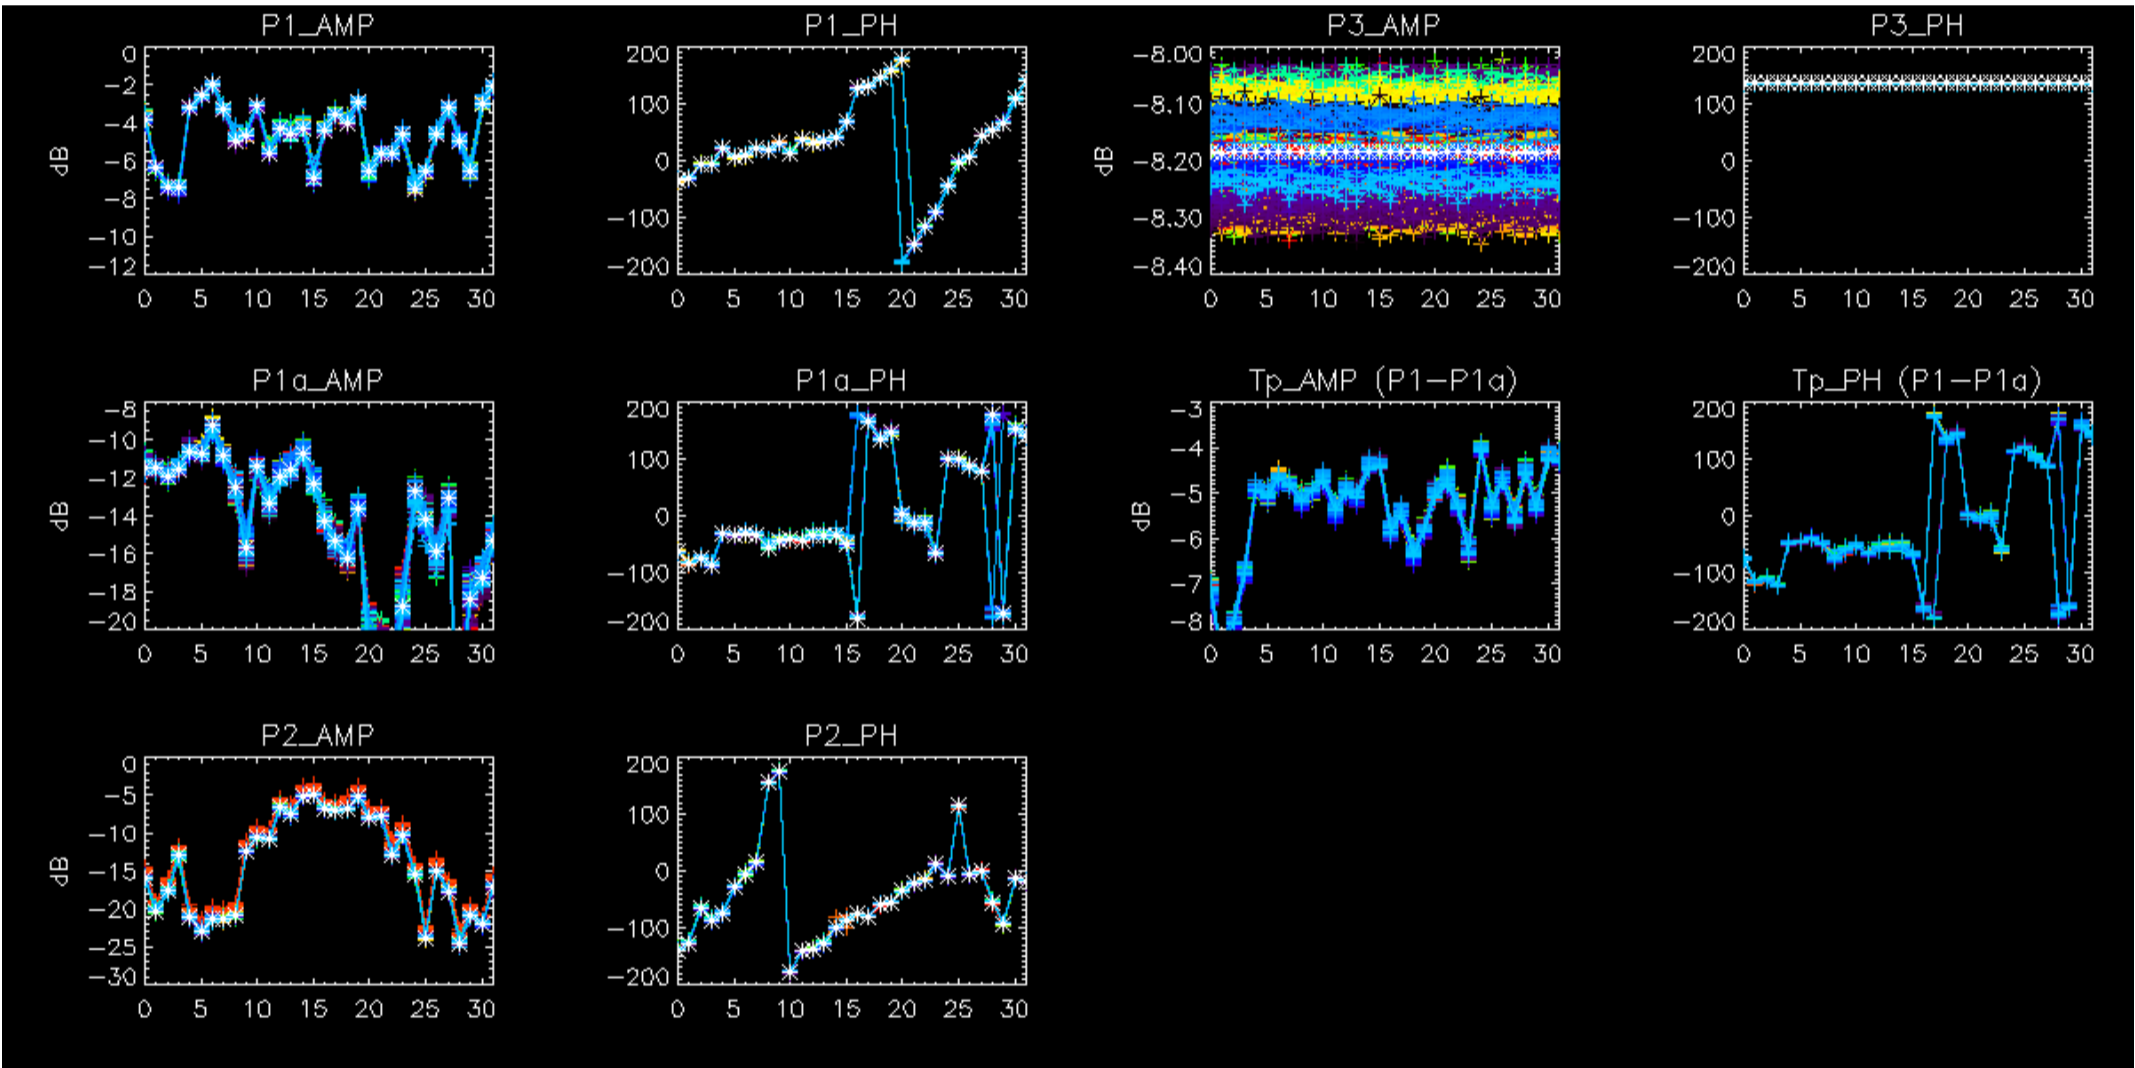 P1_AMP P1_PH P3_AMP P3_PH
0 200 -8.00 200
-2
100 -8.10 100
-4
dB -6 0 dB -8.20 0
-8
-100 -8.30 -100
-10
-12 -200 -8.40 -200
0 5 10 15 20 25 30 0 5 10 15 20 25 30 0 5 10 15 20 25 30 0 5 10 15 20 25 30
P1a_AMP P1a_PH Tp_AMP (P1-P1a) Tp_PH (P1-P1a)
-8 200 -3 200
-10
-4
-12 100 100
-5
dB -14 0 dB 0
-16 -6
-100 -100
-18 -7
-20 -200 -8 -200
0 5 10 15 20 25 30 0 5 10 15 20 25 30 0 5 10 15 20 25 30 0 5 10 15 20 25 30
P2_AMP P2_PH
0 200
-5
100
-10
dB -15 0
-20
-100
-25
-30 -200
0 5 10 15 20 25 30 0 5 10 15 20 25 30